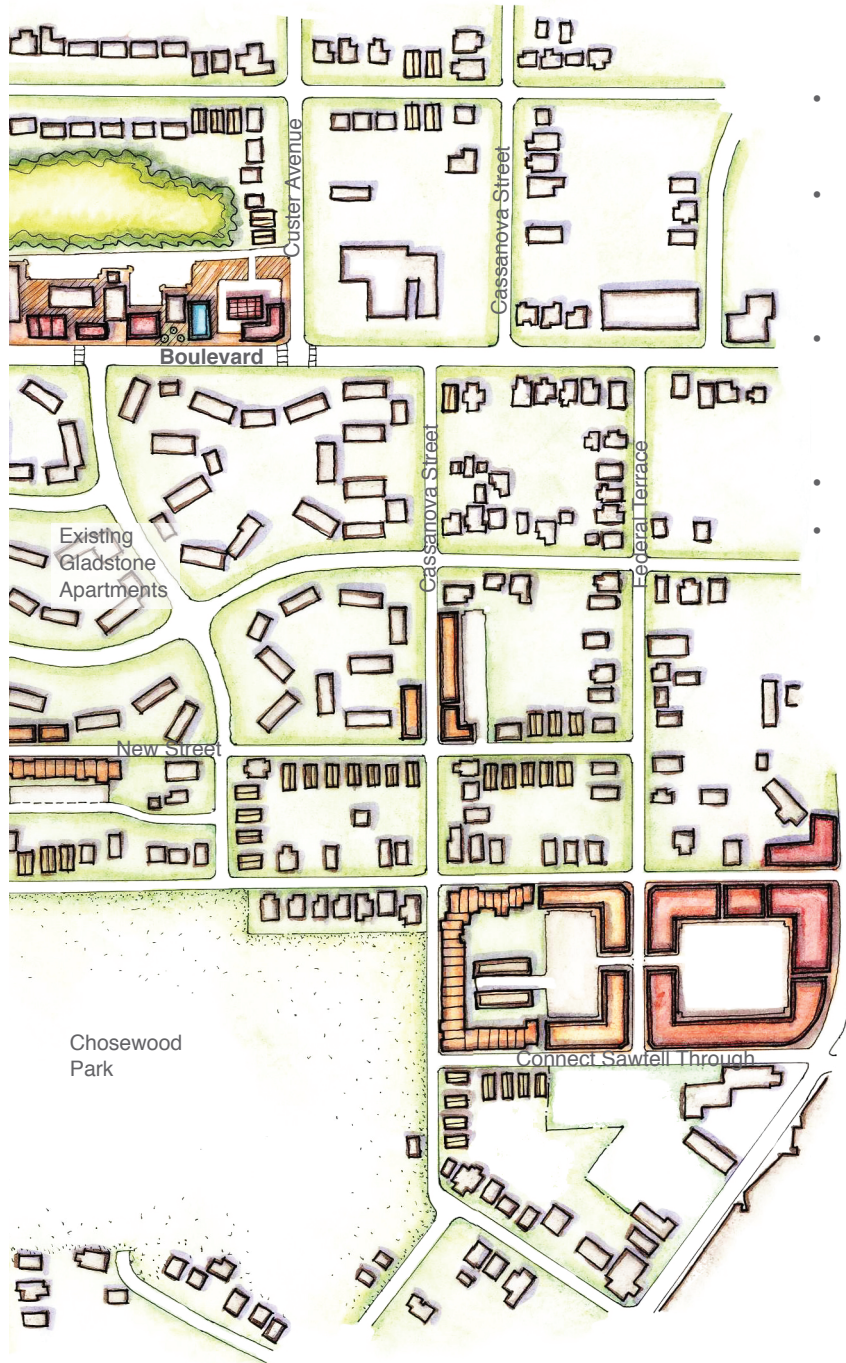 Custer Avenue
Cassanova Street
Boulevard
Cassanova Street
Federal Terrace
Existing
Gladstone
Apartments
New Street
Chosewood
Park
Connect Sawtell Through